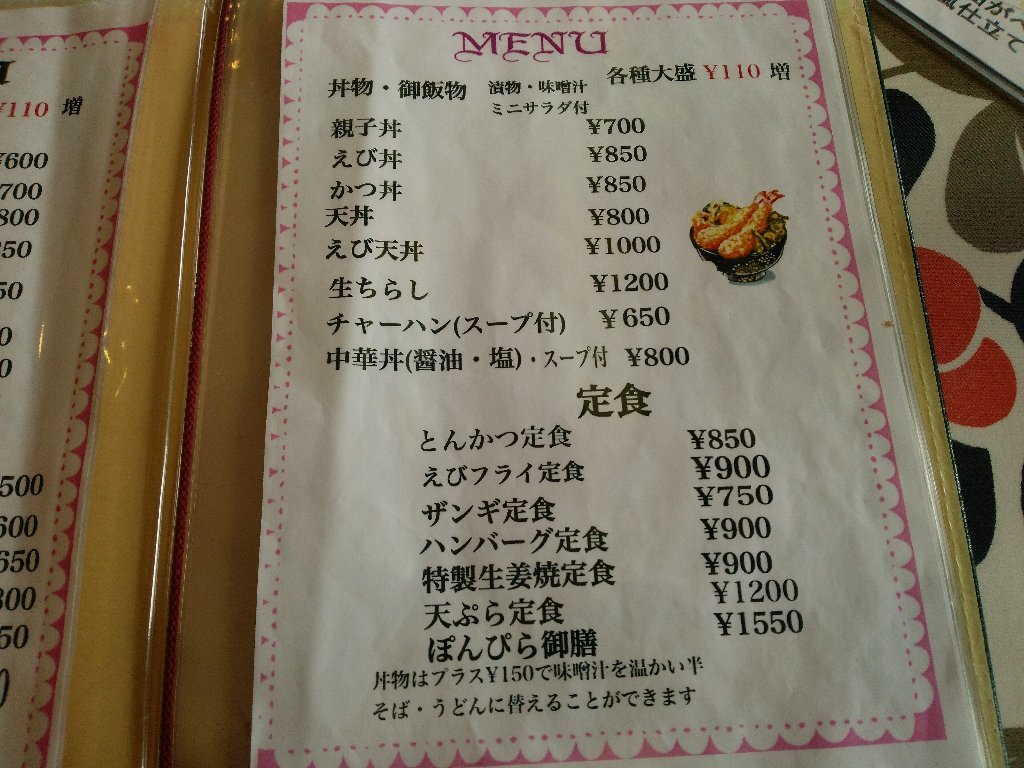 ¥110 増
¥600
700
800
500
600
650
MENU
各種大盛 ¥110 増
丼物・御飯物 漬物・味噌汁
ミニサラダ付
親子丼 ¥700
えび丼 ¥850
かつ丼 ¥850
天丼 ¥800
えび天丼 ¥1000
生ちらし ¥1200
チャーハン(スープ付) ¥650
中華丼(醤油・塩)・スープ付 ¥800
定食
とんかつ定食 ¥850
えびフライ定食 ¥900
ザンギ定食 ¥750
ハンバーグ定食 ¥900
特製生姜焼定食 ¥900
天ぷら定食 ¥1200
ぽんぴら御膳 ¥1550
丼物はプラス¥150で味噌汁を温かい半
そば・うどんに替えることができます
仕立て